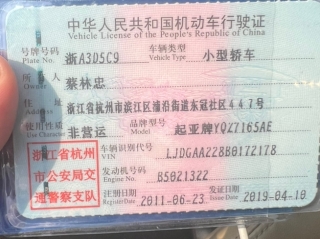 中华人民共和国机动车行驶证
Vehicle License of the People's Republic of China
号牌号码 浙A3D5C9 车辆类型 小型轿车
Plate No. Vehicle Type
所有人 蔡林忠
Owner
住址 浙江省杭州市滨江区浦沿街道东冠社区447号
Address
使用性质 非营运 品牌型号 起亚牌YQZ7165AE
Use Character Model
浙江省杭州市公安局交通警察支队
车辆识别代号 LJDGAA228B0172178
VIN
发动机号码 B5021322
Engine No.
注册日期 2011-06-23 发证日期 2019-04-10
Register Date Issue Date